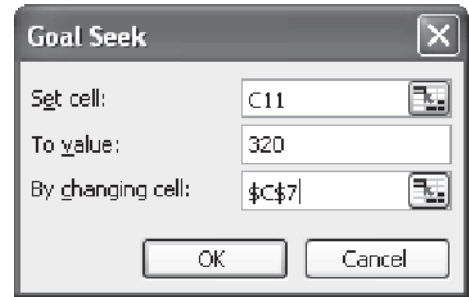 Goal Seek
Set cell: C11
To value: 320
By changing cell: $C$7
OK Cancel